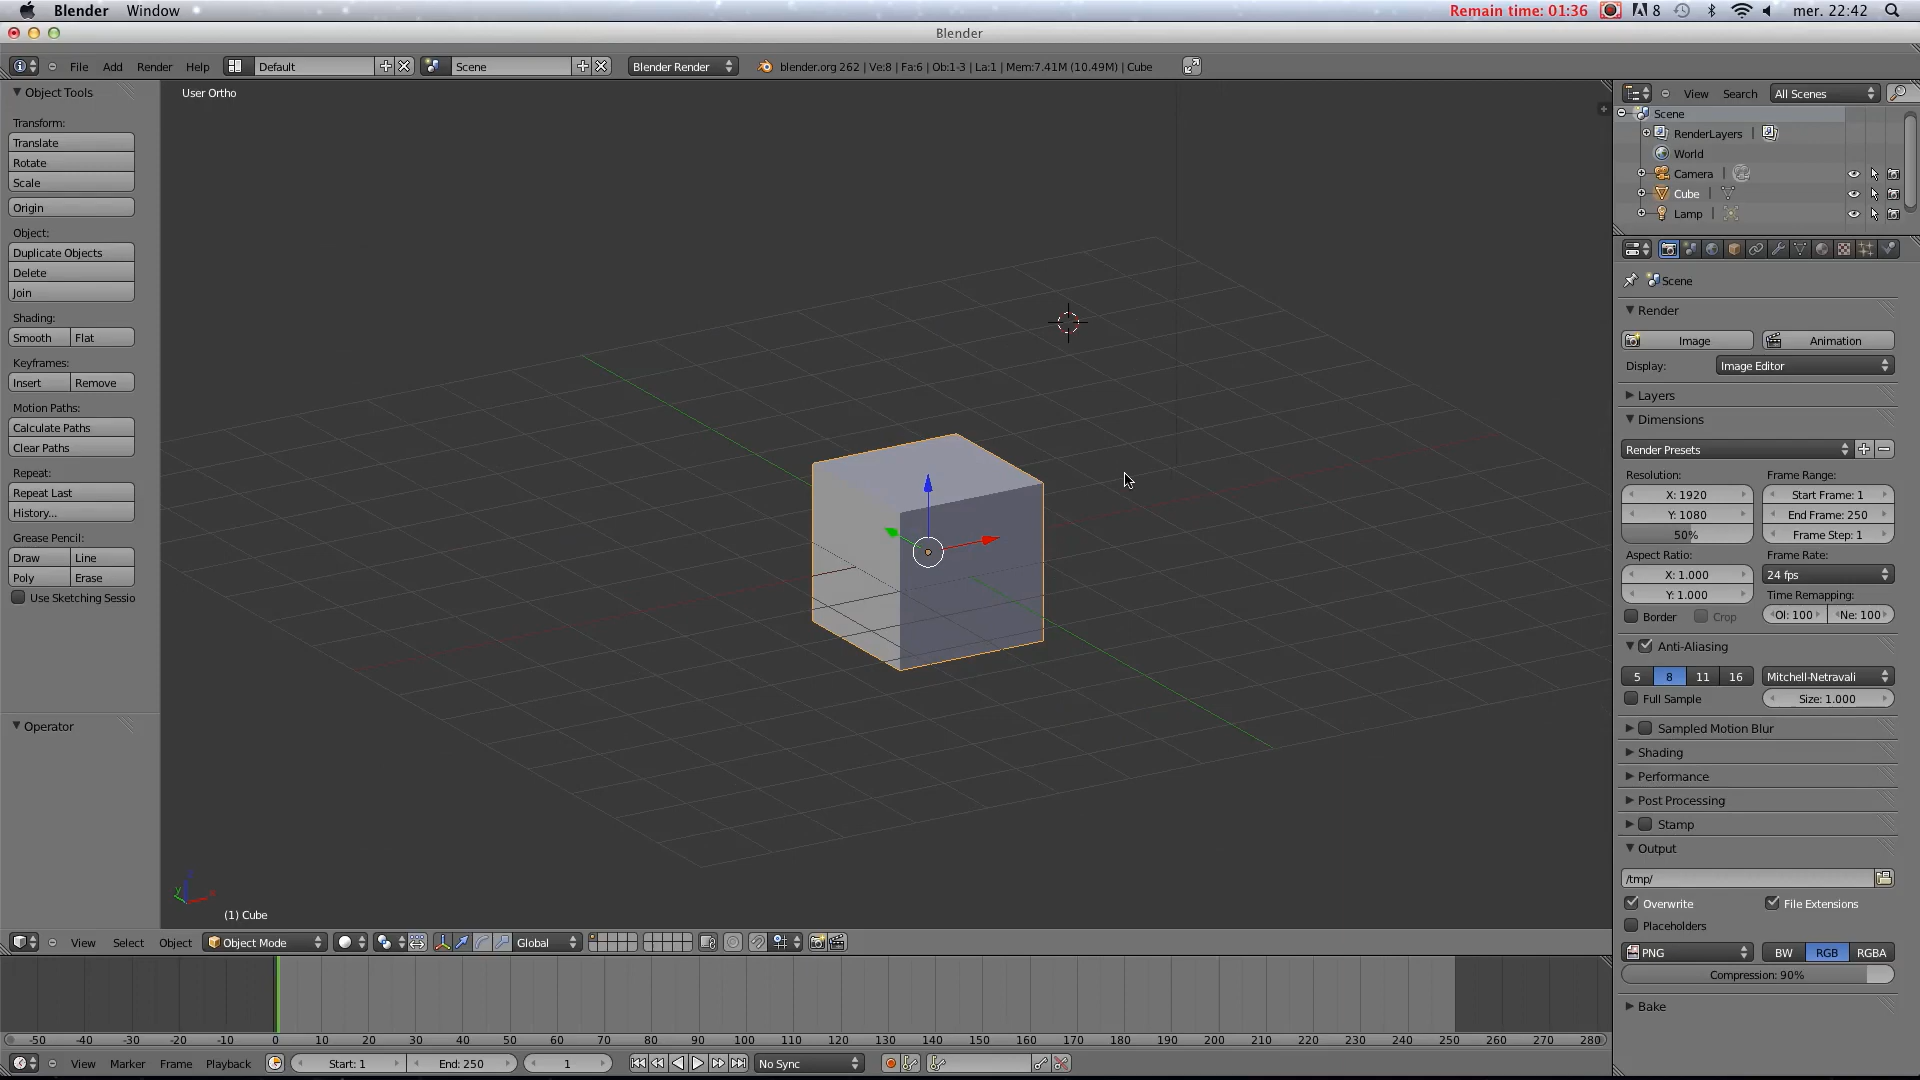 Blender Window Remain time: 01:36 8 mer. 22:42
Blender
File Add Render Help Default Scene Blender Render blender.org 262 | Ve:8 | Fa:6 | Ob:1-3 | La:1 | Mem:7.41M (10.49M) | Cube
Object Tools
Transform:
Translate
Rotate
Scale
Origin
Object:
Duplicate Objects
Delete
Join
Shading:
Smooth Flat
Keyframes:
Insert Remove
Motion Paths:
Calculate Paths
Clear Paths
Repeat:
Repeat Last
History...
Grease Pencil:
Draw Line
Poly Erase
Use Sketching Sessio
Operator
User Ortho
(1) Cube
View Search All Scenes
Scene
RenderLayers |
World
Camera |
Cube |
Lamp |
Scene
Render
Image Animation
Display: Image Editor
Layers
Dimensions
Render Presets
Resolution: Frame Range:
X: 1920 Start Frame: 1
Y: 1080 End Frame: 250
50% Frame Step: 1
Aspect Ratio: Frame Rate:
X: 1.000 24 fps
Y: 1.000 Time Remapping:
Border Crop Ol: 100 Ne: 100
Anti-Aliasing
5 8 11 16 Mitchell-Netravali
Full Sample Size: 1.000
Sampled Motion Blur
Shading
Performance
Post Processing
Stamp
Output
/tmp/
Overwrite File Extensions
Placeholders
PNG BW RGB RGBA
Compression: 90%
Bake
View Select Object Object Mode Global
-50 -40 -30 -20 -10 0 10 20 30 40 50 60 70 80 90 100 110 120 130 140 150 160 170 180 190 200 210 220 230 240 250 260 270 280
View Marker Frame Playback Start: 1 End: 250 1 No Sync